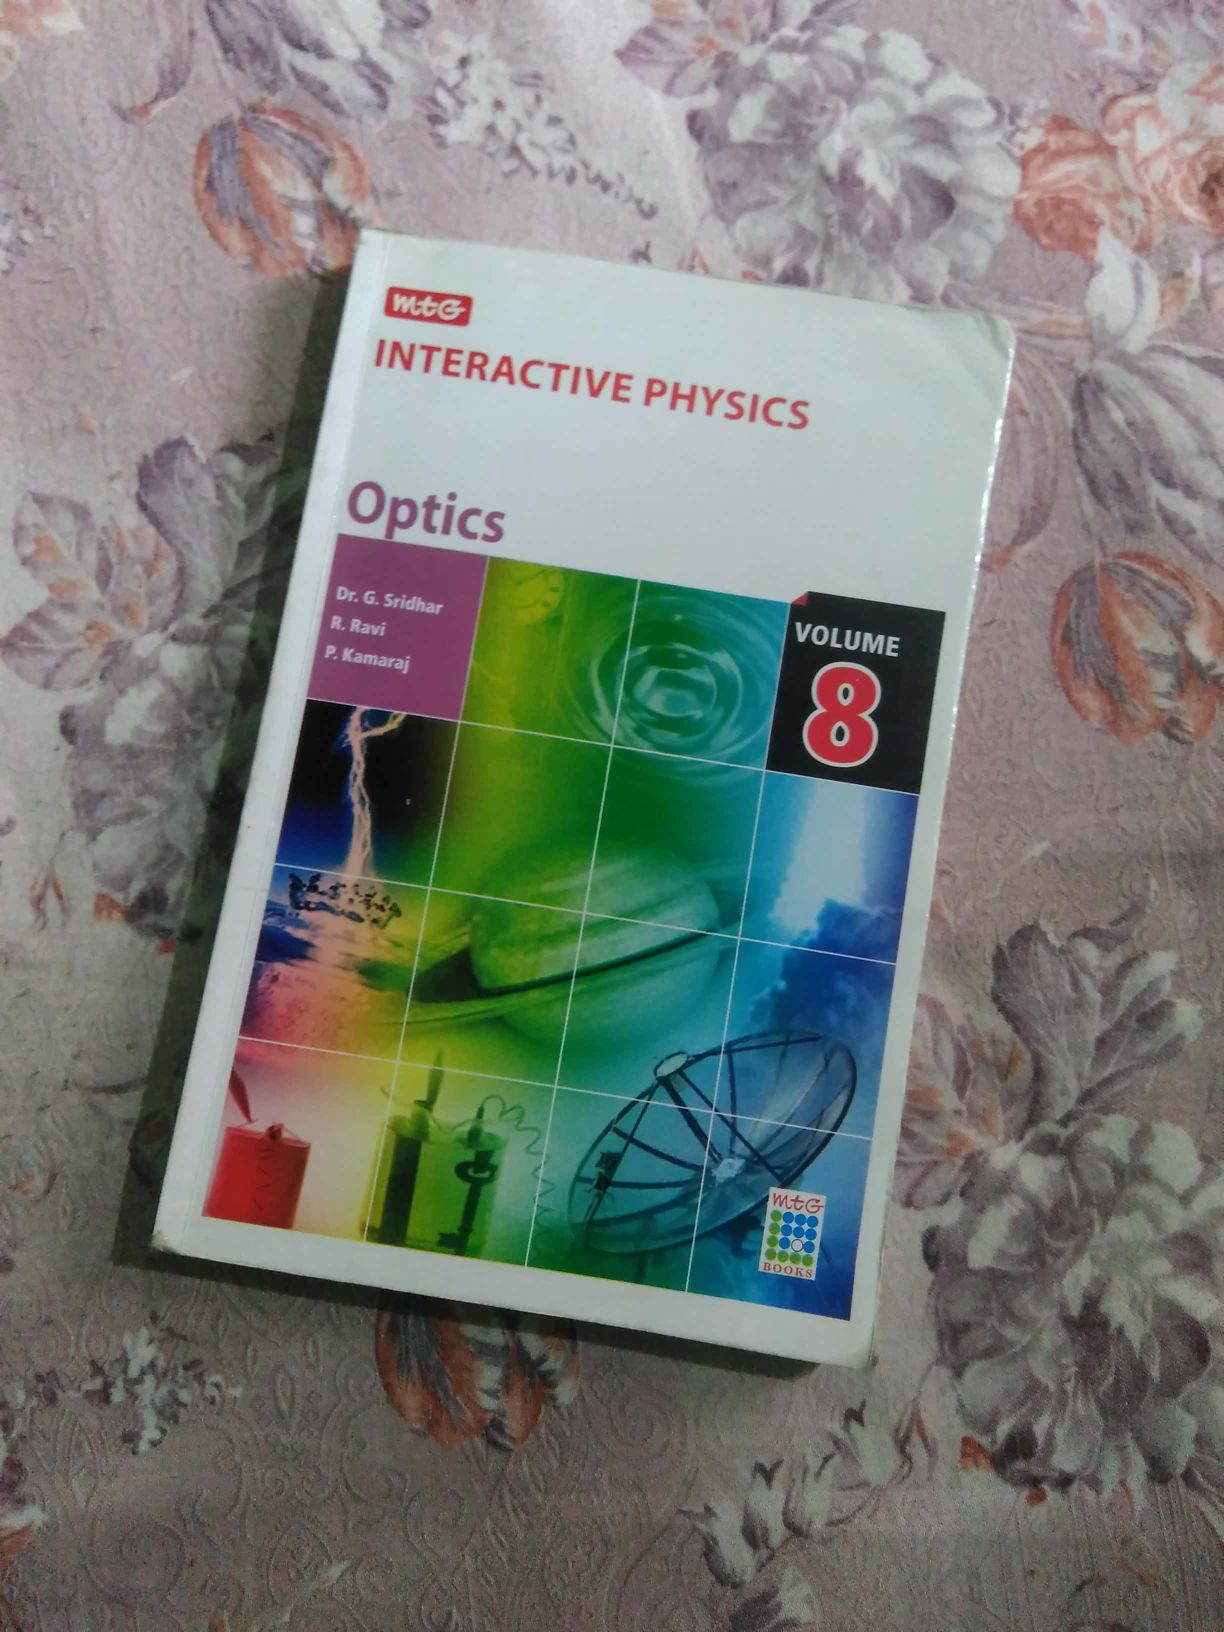 mtG
INTERACTIVE PHYSICS
Optics
Dr. G. Sridhar
R. Ravi
P. Kamaraj
VOLUME
8
mtG
BOOKS